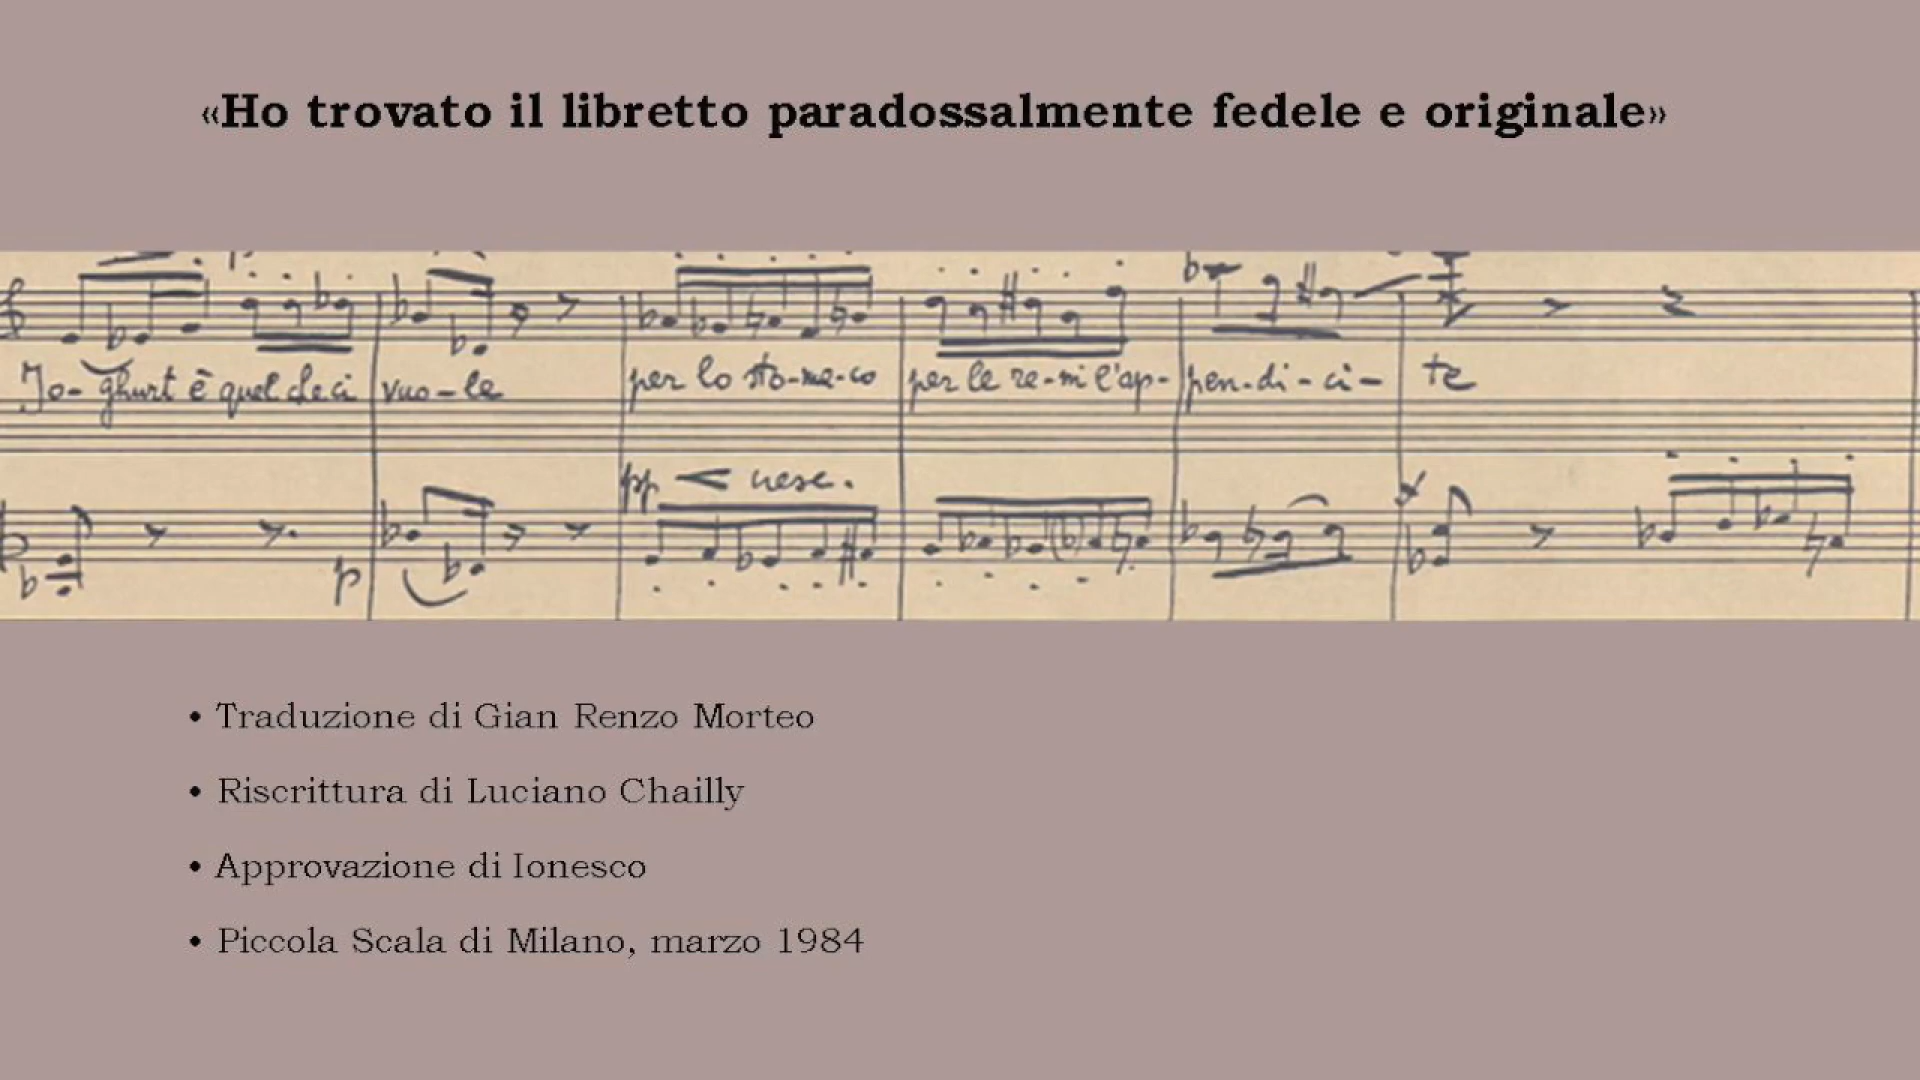 «Ho trovato il libretto paradossalmente fedele e originale»
Jo-ghurt è quel che ci vuo-le per lo sto-ma-co per le re-ni l'ap-pen-di-ci-te
pp < cresc.
p
• Traduzione di Gian Renzo Morteo
• Riscrittura di Luciano Chailly
• Approvazione di Ionesco
• Piccola Scala di Milano, marzo 1984